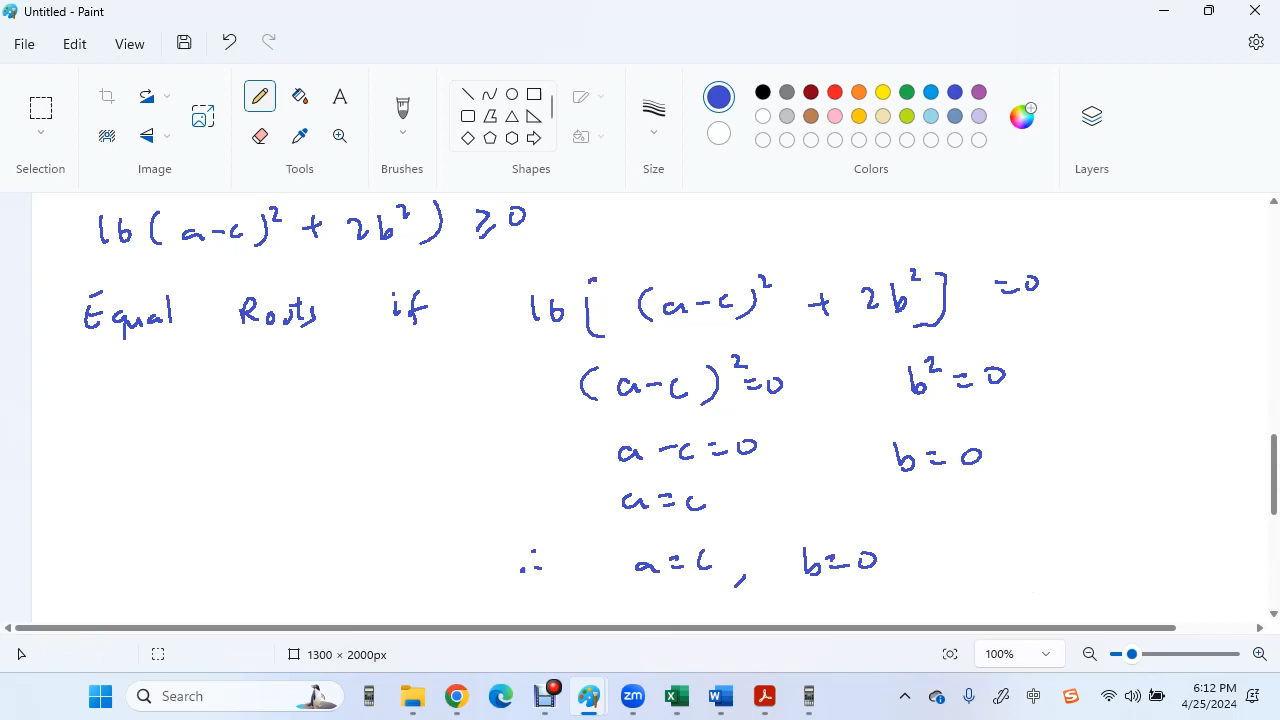 Untitled - Paint
File Edit View
Selection Image Tools Brushes Shapes Size Colors Layers
16(a-c)² + 2b²) ≥ 0
Equal Roots if 16[(a-c)² + 2b²] = 0
(a-c)² = 0 b² = 0
a-c = 0 b = 0
a = c
∴ a = c, b = 0
1300 × 2000px 100%
Search zm 中 S 6:12 PM
4/25/2024